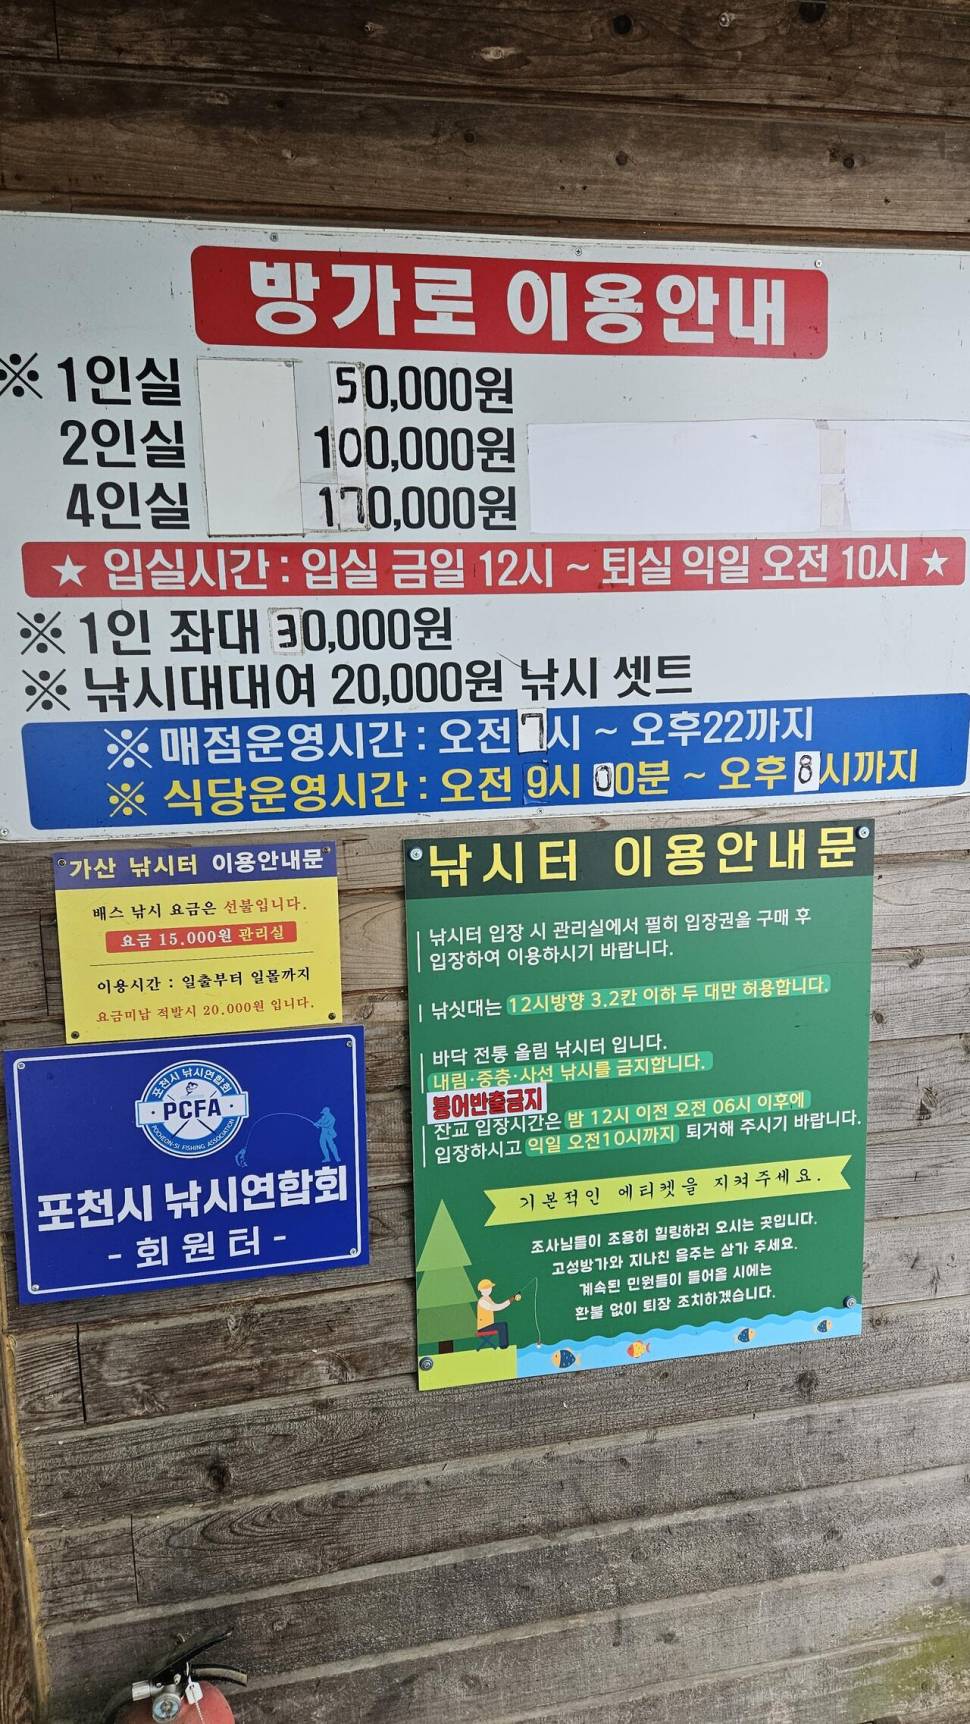 방가로 이용안내
※ 1인실 50,000원
2인실 100,000원
4인실 170,000원
★ 입실시간 : 입실 금일 12시 ~ 퇴실 익일 오전 10시 ★
※ 1인 좌대 30,000원
※ 낚시대대여 20,000원 낚시 셋트
※ 매점운영시간 : 오전 7시 ~ 오후22까지
※ 식당운영시간 : 오전 9시 00분 ~ 오후 8시까지
가산 낚시터 이용안내문
배스 낚시 요금은 선불입니다.
요금 15.000원 관리실
이용시간 : 일출부터 일몰까지
요금미납 적발시 20.000원 입니다.
포천시 낚시연합회
PCFA
POCHEON-SI FISHING ASSOCIATION
포천시 낚시연합회
- 회 원 터 -
낚시터 이용안내문
낚시터 입장 시 관리실에서 필히 입장권을 구매 후
입장하여 이용하시기 바랍니다.
낚싯대는 12시방향 3.2칸 이하 두 대만 허용합니다.
바닥 전통 올림 낚시터 입니다.
내림·중층·사선 낚시를 금지합니다.
붕어반출금지
잔교 입장시간은 밤 12시 이전 오전 06시 이후에
입장하시고 익일 오전10시까지 퇴거해 주시기 바랍니다.
기본적인 에티켓을 지켜주세요.
조사님들이 조용히 힐링하러 오시는 곳입니다.
고성방가와 지나친 음주는 삼가 주세요.
계속된 민원들이 들어올 시에는
환불 없이 퇴장 조치하겠습니다.